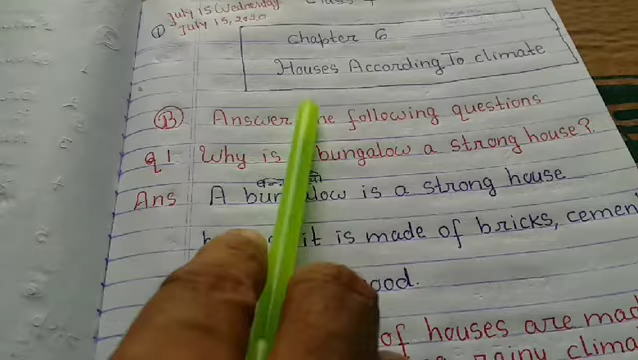 July 15 Wednesday
July 15, 2020
Chapter 6
Houses According To climate
B Answer the following questions
q1 Why is bungalow a strong house?
Ans A bungalow is a strong house
it is made of bricks, cemen
of houses are mad
rainy clima